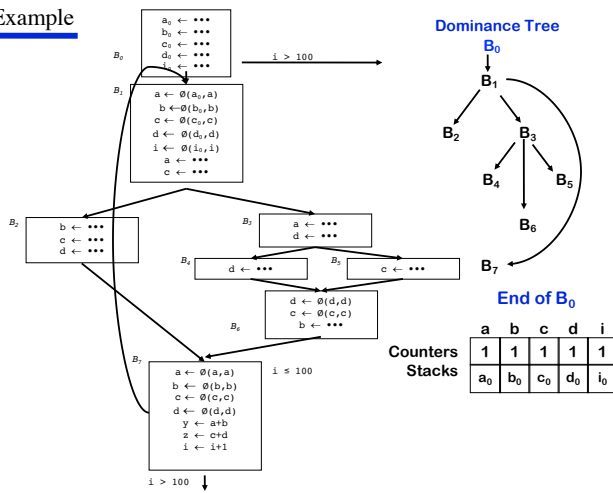 Example
B₀
a₀ ← •••
b₀ ← •••
c₀ ← •••
d₀ ← •••
i₀ ← •••
i > 100
B₁
a ← Ø(a₀,a)
b ←Ø(b₀,b)
c ← Ø(c₀,c)
d ← Ø(d₀,d)
i ← Ø(i₀,i)
a ← •••
c ← •••
B₂
b ← •••
c ← •••
d ← •••
B₃
a ← •••
d ← •••
B₄
d ← •••
B₅
c ← •••
B₆
d ← Ø(d,d)
c ← Ø(c,c)
b ← •••
B₇
a ← Ø(a,a)
b ← Ø(b,b)
c ← Ø(c,c)
d ← Ø(d,d)
y ← a+b
z ← c+d
i ← i+1
i ≤ 100
i > 100
Dominance Tree
B₀
B₁
B₂ B₃
B₄ B₅
B₆
B₇
End of B₀
a b c d i
Counters 1 1 1 1 1
Stacks a₀ b₀ c₀ d₀ i₀